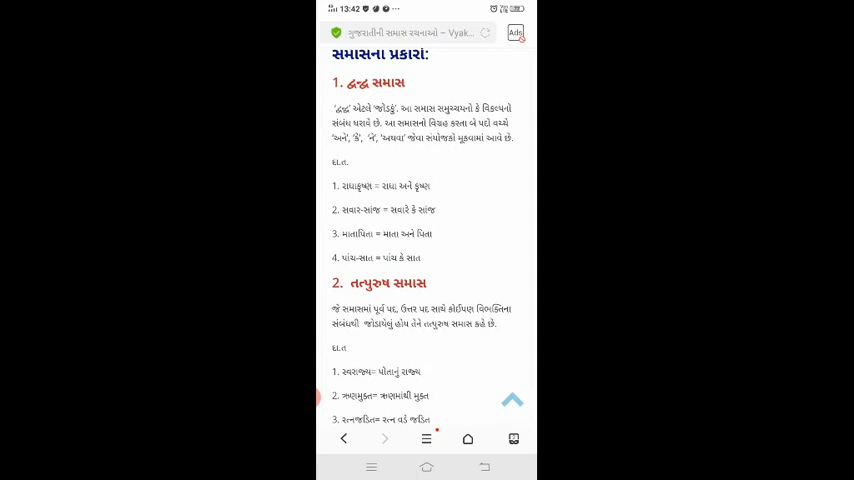 13:42
ગુજરાતીની સમાસ રચનાઓ – Vyak...
Ads
સમાસના પ્રકારો:
1. દ્વન્દ્વ સમાસ
'દ્વન્દ્વ' એટલે 'જોડકું'. આ સમાસ સમુચ્ચયનો કે વિકલ્પનો
સંબંધ ધરાવે છે. આ સમાસનો વિગ્રહ કરતા બે પદો વચ્ચે
'અને', 'કે', 'ને', 'અથવા' જેવા સંયોજકો મૂકવામાં આવે છે.
દા.ત.
1. રાધાકૃષ્ણ = રાધા અને કૃષ્ણ
2. સવાર-સાંજ = સવારે કે સાંજ
3. માતાપિતા = માતા અને પિતા
4. પાંચ-સાત = પાંચ કે સાત
2. તત્પુરુષ સમાસ
જે સમાસમાં પૂર્વ પદ, ઉત્તર પદ સાથે કોઈપણ વિભક્તિના
સંબંધથી જોડાયેલું હોય તેને તત્પુરુષ સમાસ કહે છે.
દા.ત
1. સ્વરાજ્ય= પોતાનું રાજ્ય
2. ઋણમુક્ત= ઋણમાંથી મુક્ત
3. રત્નજડિત= રત્ન વડે જડિત